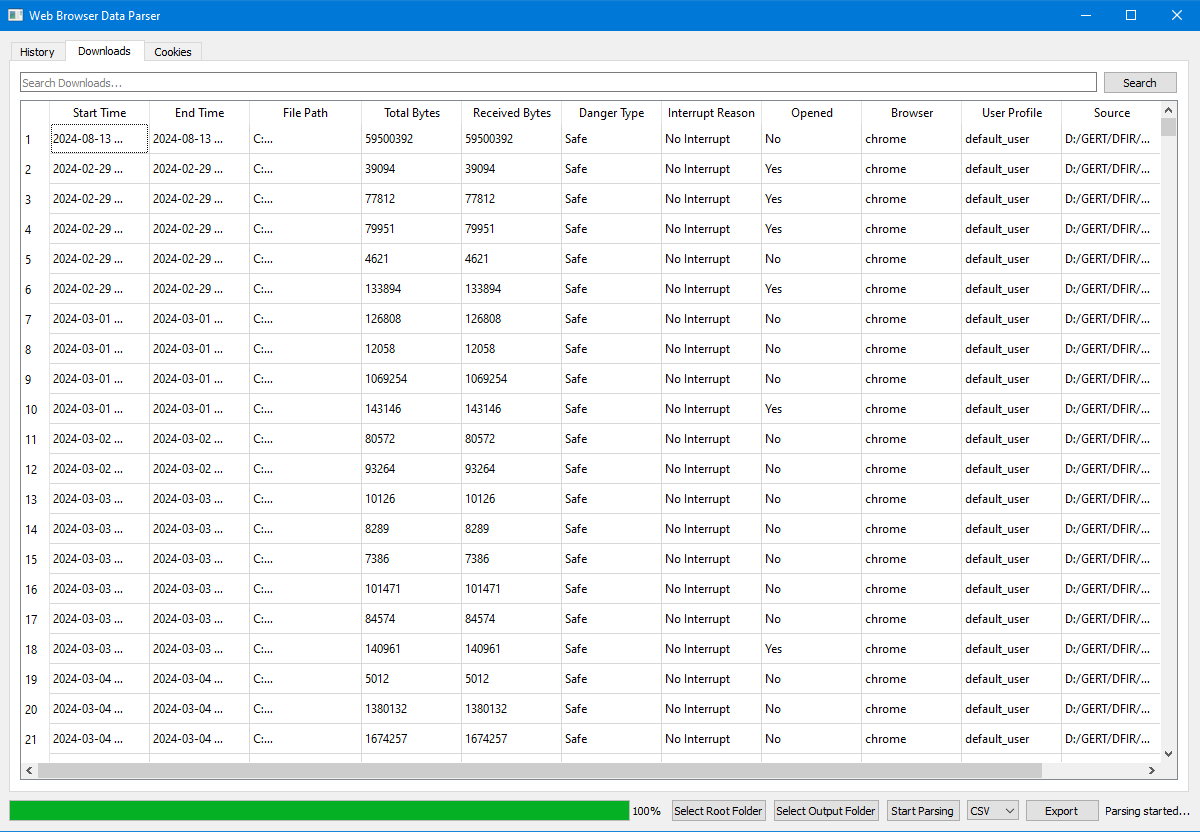 Web Browser Data Parser
History Downloads Cookies
Search Downloads... Search
Start Time End Time File Path Total Bytes Received Bytes Danger Type Interrupt Reason Opened Browser User Profile Source
1 2024-08-13 ... 2024-08-13 ... C:... 59500392 59500392 Safe No Interrupt No chrome default_user D:/GERT/DFIR/...
2 2024-02-29 ... 2024-02-29 ... C:... 39094 39094 Safe No Interrupt Yes chrome default_user D:/GERT/DFIR/...
3 2024-02-29 ... 2024-02-29 ... C:... 77812 77812 Safe No Interrupt Yes chrome default_user D:/GERT/DFIR/...
4 2024-02-29 ... 2024-02-29 ... C:... 79951 79951 Safe No Interrupt Yes chrome default_user D:/GERT/DFIR/...
5 2024-02-29 ... 2024-02-29 ... C:... 4621 4621 Safe No Interrupt No chrome default_user D:/GERT/DFIR/...
6 2024-02-29 ... 2024-02-29 ... C:... 133894 133894 Safe No Interrupt Yes chrome default_user D:/GERT/DFIR/...
7 2024-03-01 ... 2024-03-01 ... C:... 126808 126808 Safe No Interrupt No chrome default_user D:/GERT/DFIR/...
8 2024-03-01 ... 2024-03-01 ... C:... 12058 12058 Safe No Interrupt No chrome default_user D:/GERT/DFIR/...
9 2024-03-01 ... 2024-03-01 ... C:... 1069254 1069254 Safe No Interrupt No chrome default_user D:/GERT/DFIR/...
10 2024-03-01 ... 2024-03-01 ... C:... 143146 143146 Safe No Interrupt Yes chrome default_user D:/GERT/DFIR/...
11 2024-03-02 ... 2024-03-02 ... C:... 80572 80572 Safe No Interrupt No chrome default_user D:/GERT/DFIR/...
12 2024-03-02 ... 2024-03-02 ... C:... 93264 93264 Safe No Interrupt No chrome default_user D:/GERT/DFIR/...
13 2024-03-03 ... 2024-03-03 ... C:... 10126 10126 Safe No Interrupt No chrome default_user D:/GERT/DFIR/...
14 2024-03-03 ... 2024-03-03 ... C:... 8289 8289 Safe No Interrupt No chrome default_user D:/GERT/DFIR/...
15 2024-03-03 ... 2024-03-03 ... C:... 7386 7386 Safe No Interrupt No chrome default_user D:/GERT/DFIR/...
16 2024-03-03 ... 2024-03-03 ... C:... 101471 101471 Safe No Interrupt No chrome default_user D:/GERT/DFIR/...
17 2024-03-03 ... 2024-03-03 ... C:... 84574 84574 Safe No Interrupt No chrome default_user D:/GERT/DFIR/...
18 2024-03-03 ... 2024-03-03 ... C:... 140961 140961 Safe No Interrupt Yes chrome default_user D:/GERT/DFIR/...
19 2024-03-04 ... 2024-03-04 ... C:... 5012 5012 Safe No Interrupt No chrome default_user D:/GERT/DFIR/...
20 2024-03-04 ... 2024-03-04 ... C:... 1380132 1380132 Safe No Interrupt No chrome default_user D:/GERT/DFIR/...
21 2024-03-04 ... 2024-03-04 ... C:... 1674257 1674257 Safe No Interrupt No chrome default_user D:/GERT/DFIR/...
100% Select Root Folder Select Output Folder Start Parsing CSV Export Parsing started...